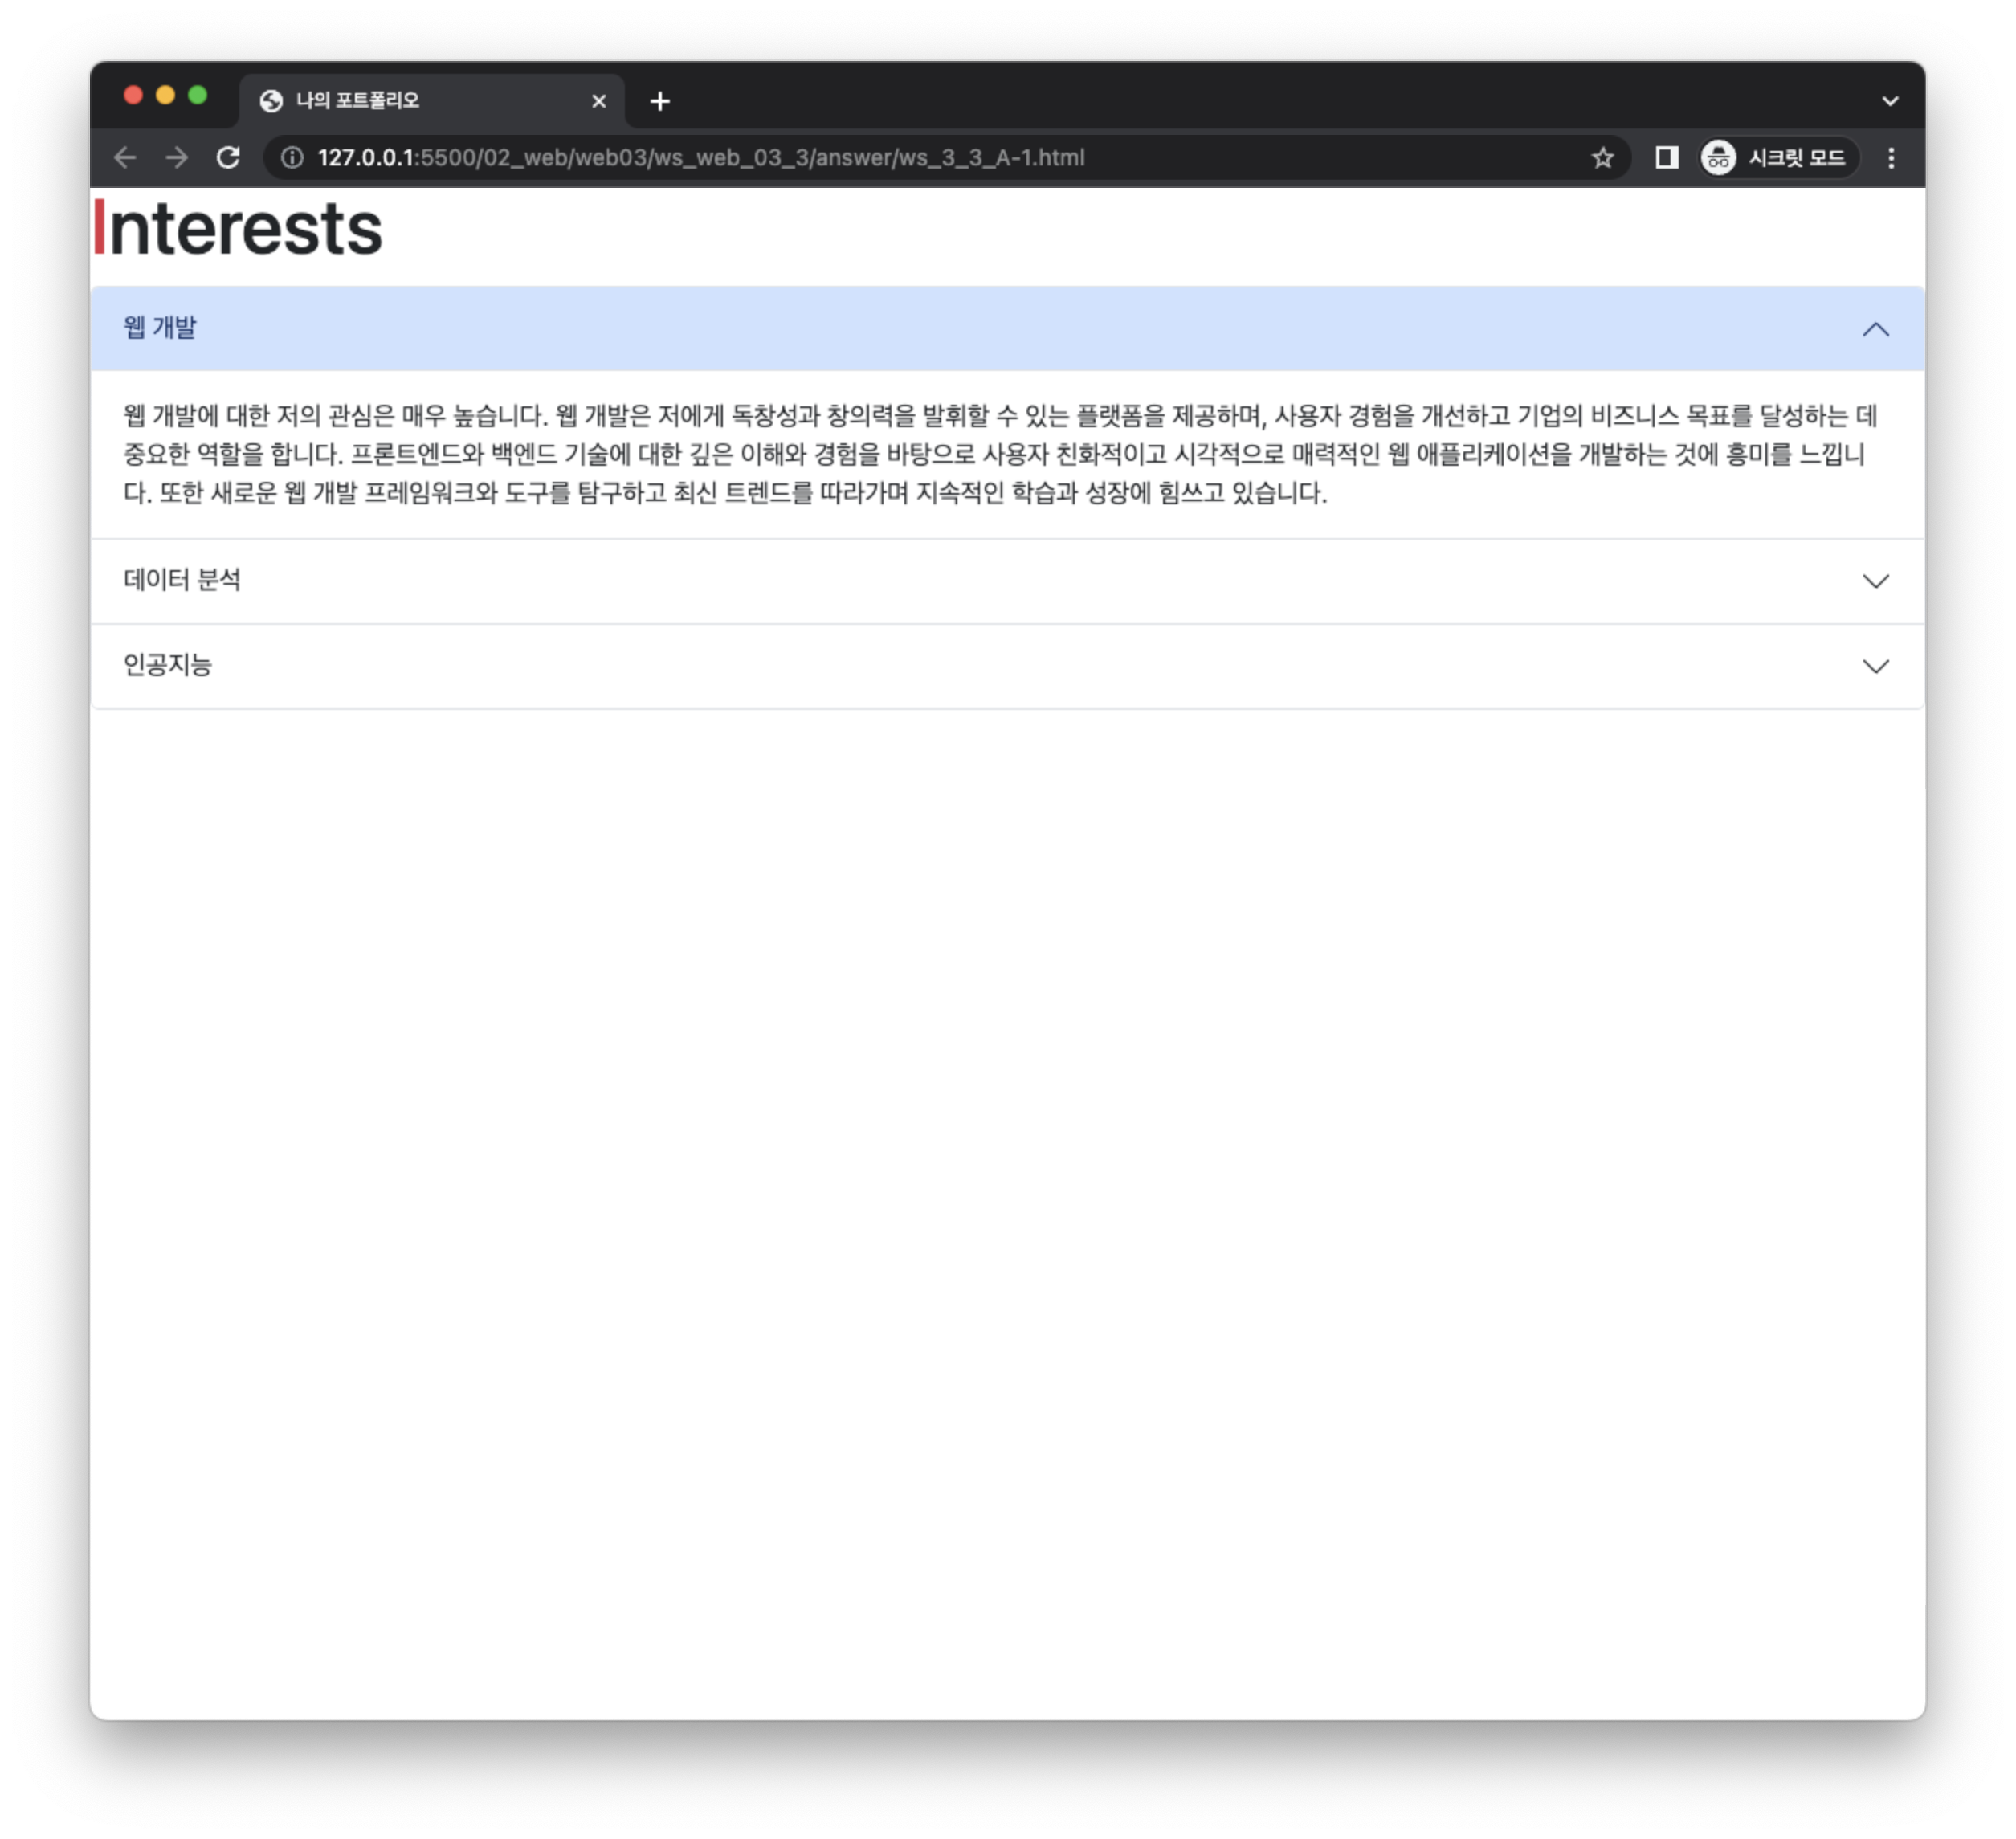 나의 포트폴리오
127.0.0.1:5500/02_web/web03/ws_web_03_3/answer/ws_3_3_A-1.html
시크릿 모드
Interests
웹 개발
웹 개발에 대한 저의 관심은 매우 높습니다. 웹 개발은 저에게 독창성과 창의력을 발휘할 수 있는 플랫폼을 제공하며, 사용자 경험을 개선하고 기업의 비즈니스 목표를 달성하는 데
중요한 역할을 합니다. 프론트엔드와 백엔드 기술에 대한 깊은 이해와 경험을 바탕으로 사용자 친화적이고 시각적으로 매력적인 웹 애플리케이션을 개발하는 것에 흥미를 느낍니
다. 또한 새로운 웹 개발 프레임워크와 도구를 탐구하고 최신 트렌드를 따라가며 지속적인 학습과 성장에 힘쓰고 있습니다.
데이터 분석
인공지능